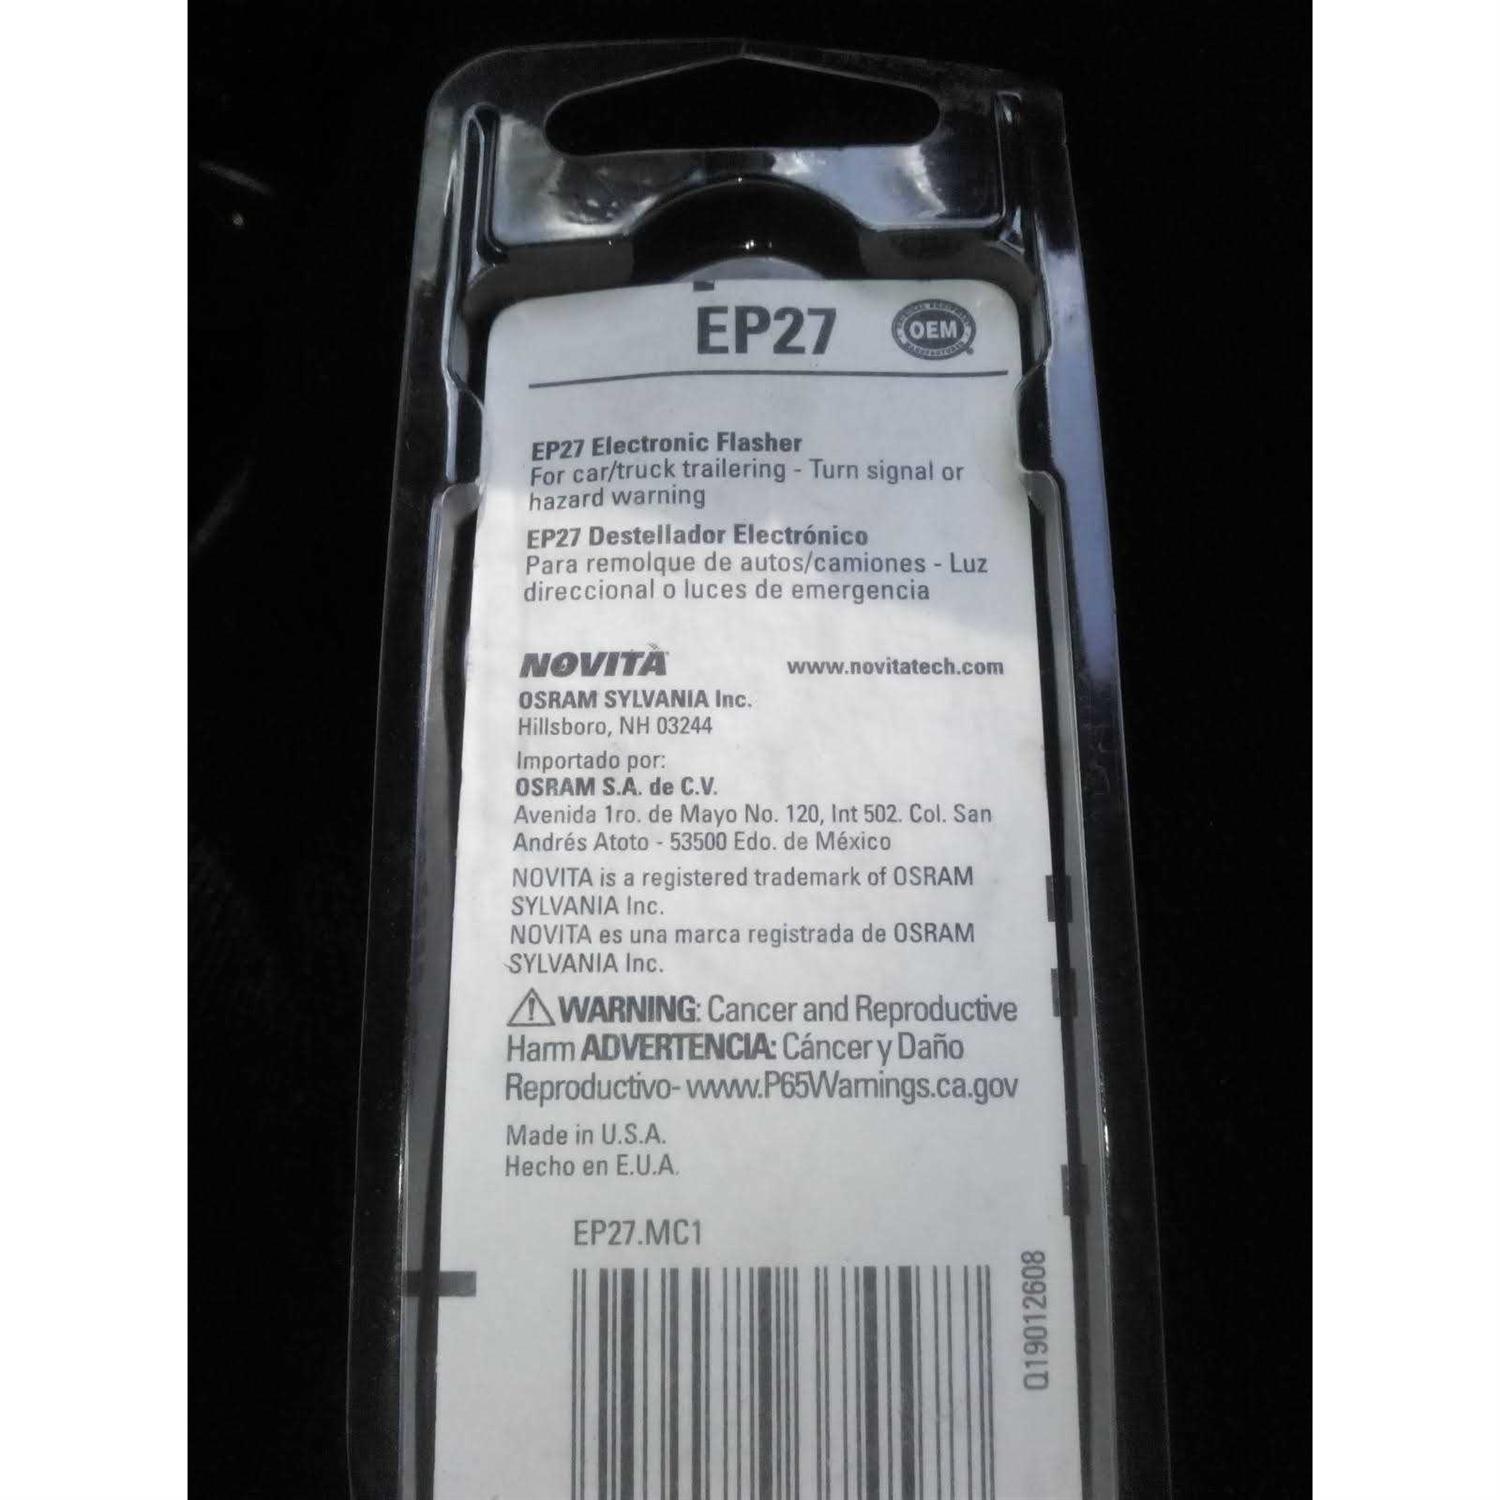 EP27
OEM
EP27 Electronic Flasher
For car/truck trailering - Turn signal or
hazard warning
EP27 Destellador Electrónico
Para remolque de autos/camiones - Luz
direccional o luces de emergencia
NOVITÀ
www.novitatech.com
OSRAM SYLVANIA Inc.
Hillsboro, NH 03244
Importado por:
OSRAM S.A. de C.V.
Avenida 1ro. de Mayo No. 120, Int 502. Col. San
Andrés Atoto - 53500 Edo. de México
NOVITA is a registered trademark of OSRAM
SYLVANIA Inc.
NOVITA es una marca registrada de OSRAM
SYLVANIA Inc.
WARNING: Cancer and Reproductive
Harm ADVERTENCIA: Cáncer y Daño
Reproductivo- www.P65Warnings.ca.gov
Made in U.S.A.
Hecho en E.U.A.
EP27.MC1
Q19012608